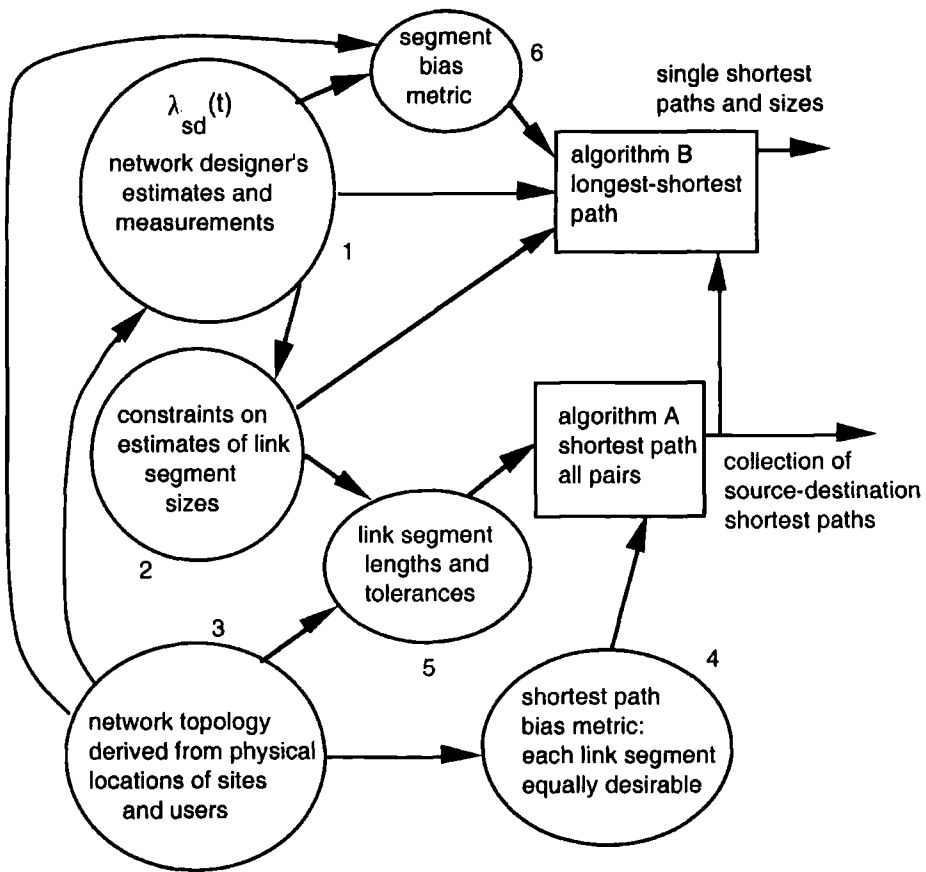 segment
bias
metric
6
single shortest
paths and sizes
λsd(t)
network designer's
estimates and
measurements
1
algorithm B
longest-shortest
path
constraints on
estimates of link
segment
sizes
2
algorithm A
shortest path
all pairs
collection of
source-destination
shortest paths
link segment
lengths and
tolerances
5
3
network topology
derived from physical
locations of sites
and users
4
shortest path
bias metric:
each link segment
equally desirable